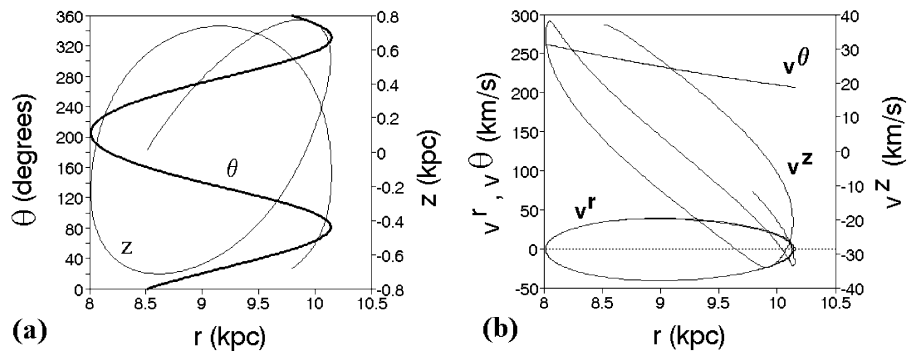 360
320
280
240
200
160
120
80
40
0
θ (degrees)
0.8
0.6
0.4
0.2
0
-0.2
-0.4
-0.6
-0.8
z (kpc)
θ
z
8 8.5 9 9.5 10 10.5
r (kpc)
(a)
300
250
200
150
100
50
0
-50
v^r , v^θ (km/s)
40
30
20
10
0
-10
-20
-30
-40
v^z (km/s)
v^θ
v^z
v^r
8 8.5 9 9.5 10 10.5
r (kpc)
(b)